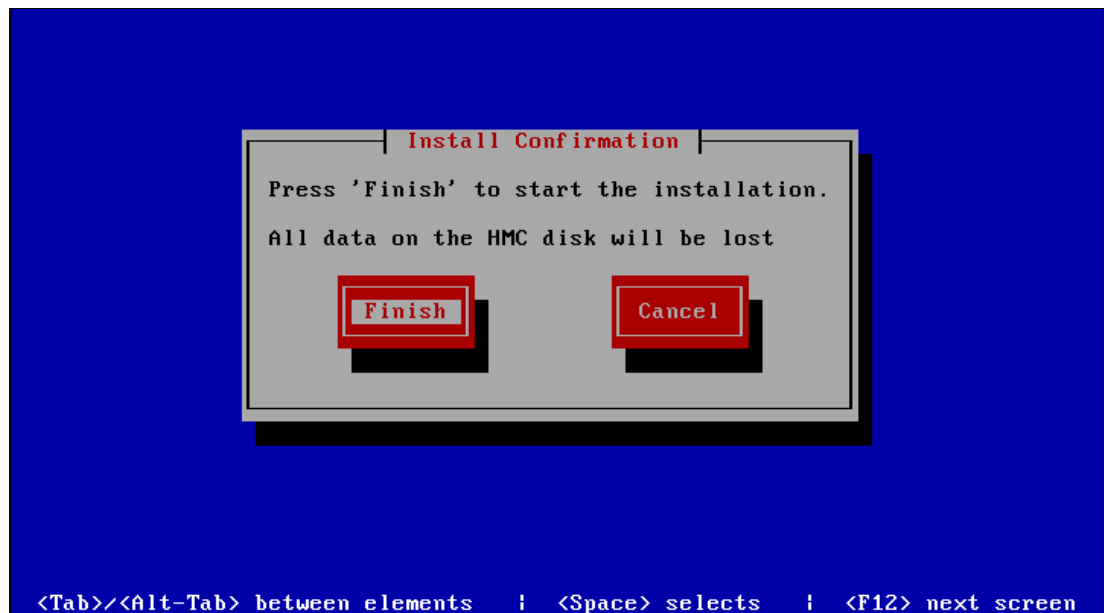 Install Confirmation
Press 'Finish' to start the installation.
All data on the HMC disk will be lost
Finish Cancel
<Tab>/<Alt-Tab> between elements | <Space> selects | <F12> next screen